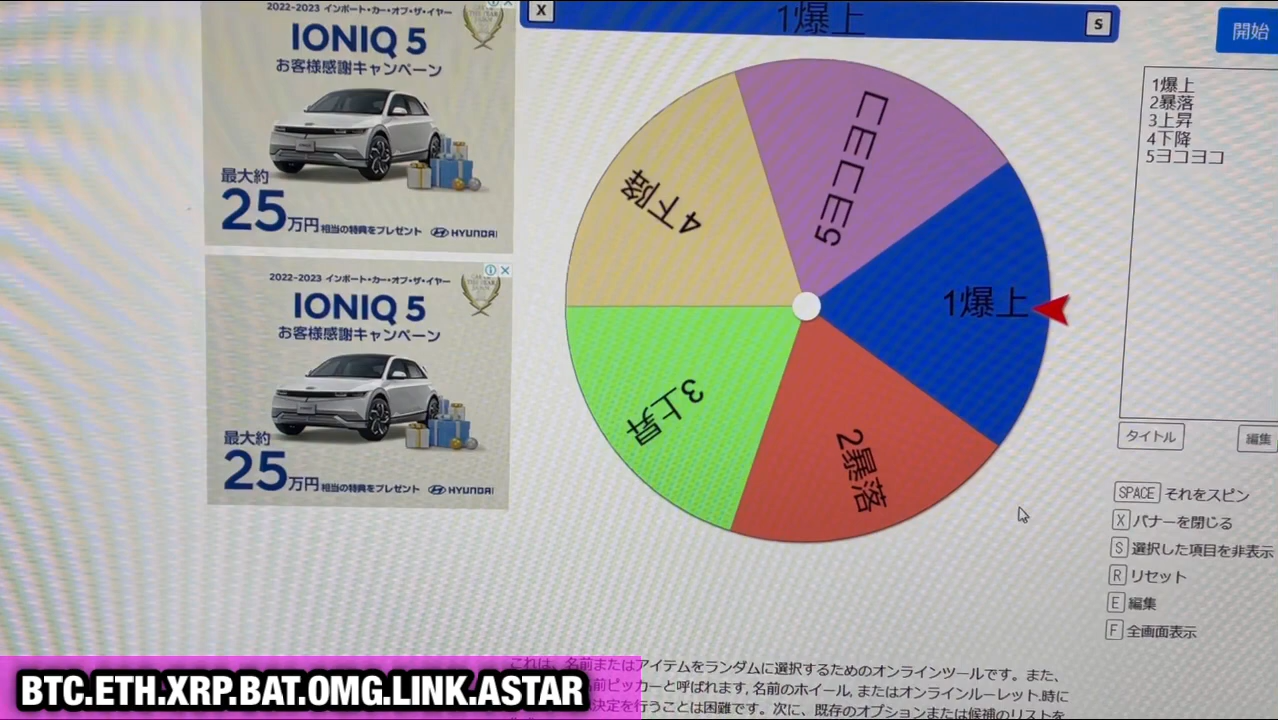 2022-2023 インポート・カー・オブ・ザ・イヤー
IONIQ 5
お客様感謝キャンペーン
最大約
25万円相当の特典をプレゼント
HYUNDAI
2022-2023 インポート・カー・オブ・ザ・イヤー
IONIQ 5
お客様感謝キャンペーン
最大約
25万円相当の特典をプレゼント
HYUNDAI
X
1爆上
S
開始
5ヨコヨコ
4下降
1爆上
3上昇
2暴落
1爆上
2暴落
3上昇
4下降
5ヨコヨコ
タイトル
編集
SPACE それをスピン
X バナーを閉じる
S 選択した項目を非表示
R リセット
E 編集
F 全画面表示
これは、名前またはアイテムをランダムに選択するためのオンラインツールです。また、
前ピッカーと呼ばれます, 名前のホイール, またはオンラインルーレット.時に
決定を行うことは困難です。次に、既存のオプションまたは候補のリストを
BTC.ETH.XRP.BAT.OMG.LINK.ASTAR